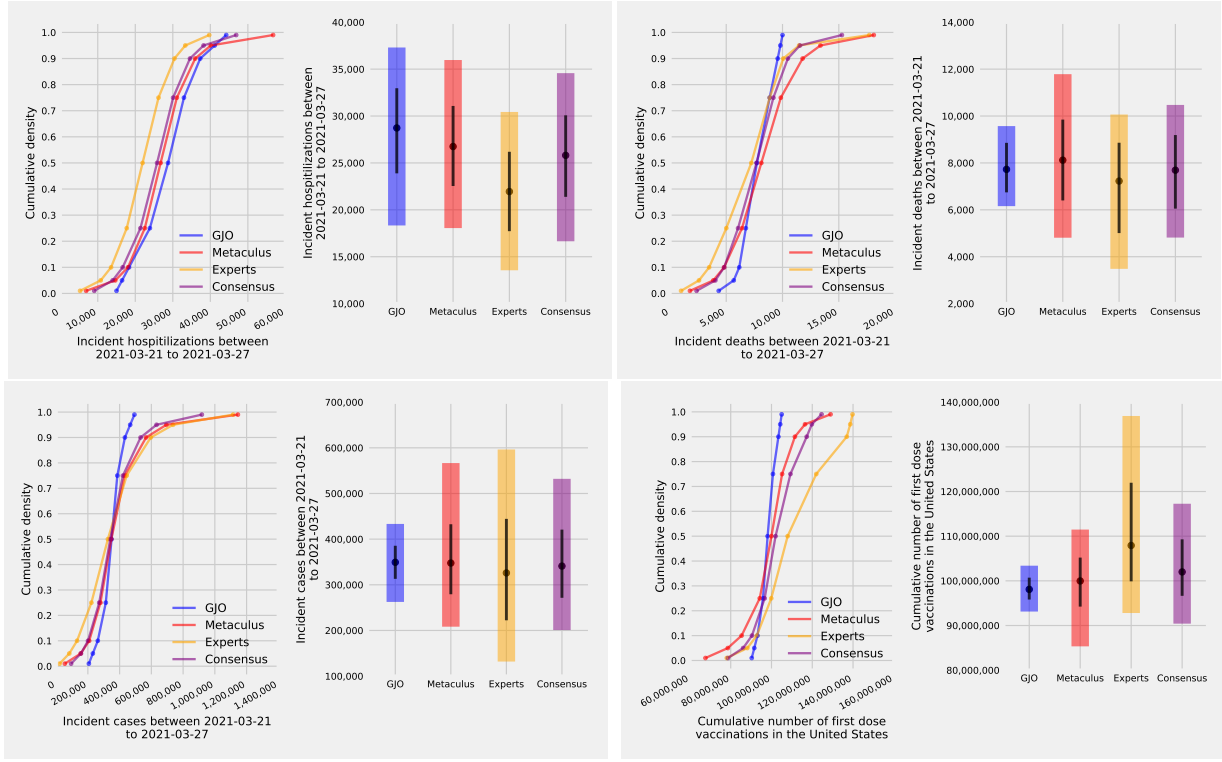 1.0
0.9
0.8
0.7
0.6
0.5
0.4
0.3
0.2
0.1
0.0
Cumulative density
GJO
Metaculus
Experts
Consensus
0
10,000
20,000
30,000
40,000
50,000
60,000
Incident hospitilizations between
2021-03-21 to 2021-03-27
40,000
35,000
30,000
25,000
20,000
15,000
10,000
Incident hospitilizations between
2021-03-21 to 2021-03-27
GJO
Metaculus
Experts
Consensus
1.0
0.9
0.8
0.7
0.6
0.5
0.4
0.3
0.2
0.1
0.0
Cumulative density
GJO
Metaculus
Experts
Consensus
0
5,000
10,000
15,000
20,000
Incident deaths between 2021-03-21
to 2021-03-27
14,000
12,000
10,000
8,000
6,000
4,000
2,000
Incident deaths between 2021-03-21
to 2021-03-27
GJO
Metaculus
Experts
Consensus
1.0
0.9
0.8
0.7
0.6
0.5
0.4
0.3
0.2
0.1
0.0
Cumulative density
GJO
Metaculus
Experts
Consensus
200,000
400,000
600,000
800,000
1,000,000
1,200,000
1,400,000
Incident cases between 2021-03-21
to 2021-03-27
700,000
600,000
500,000
400,000
300,000
200,000
100,000
Incident cases between 2021-03-21
to 2021-03-27
GJO
Metaculus
Experts
Consensus
1.0
0.9
0.8
0.7
0.6
0.5
0.4
0.3
0.2
0.1
0.0
Cumulative density
GJO
Metaculus
Experts
Consensus
60,000,000
80,000,000
100,000,000
120,000,000
140,000,000
160,000,000
Cumulative number of first dose
vaccinations in the United States
140,000,000
130,000,000
120,000,000
110,000,000
100,000,000
90,000,000
80,000,000
Cumulative number of first dose
vaccinations in the United States
GJO
Metaculus
Experts
Consensus